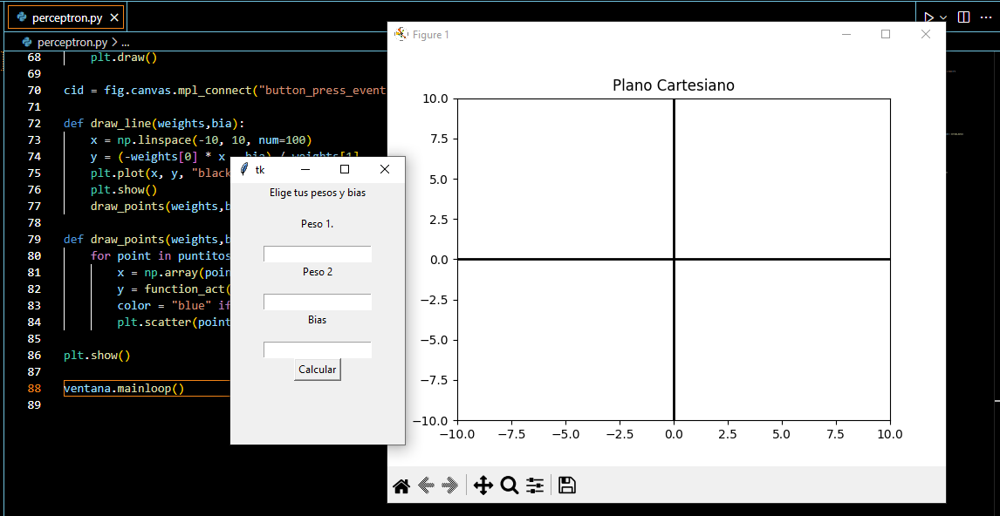 perceptron.py
perceptron.py > ...
68 plt.draw()
69
70 cid = fig.canvas.mpl_connect("button_press_event
71
72 def draw_line(weights,bia):
73 x = np.linspace(-10, 10, num=100)
74 y = (-weights[0] * x - bia) / weights[1]
75 plt.plot(x, y, "black
76 plt.show()
77 draw_points(weights,b
78
79 def draw_points(weights,b
80 for point in puntitos
81 x = np.array(poin
82 y = function_act(
83 color = "blue" if
84 plt.scatter(point
85
86 plt.show()
87
88 ventana.mainloop()
89
tk
Elige tus pesos y bias
Peso 1.
Peso 2
Bias
Calcular
Figure 1
Plano Cartesiano
10.0
7.5
5.0
2.5
0.0
−2.5
−5.0
−7.5
−10.0
−10.0 −7.5 −5.0 −2.5 0.0 2.5 5.0 7.5 10.0